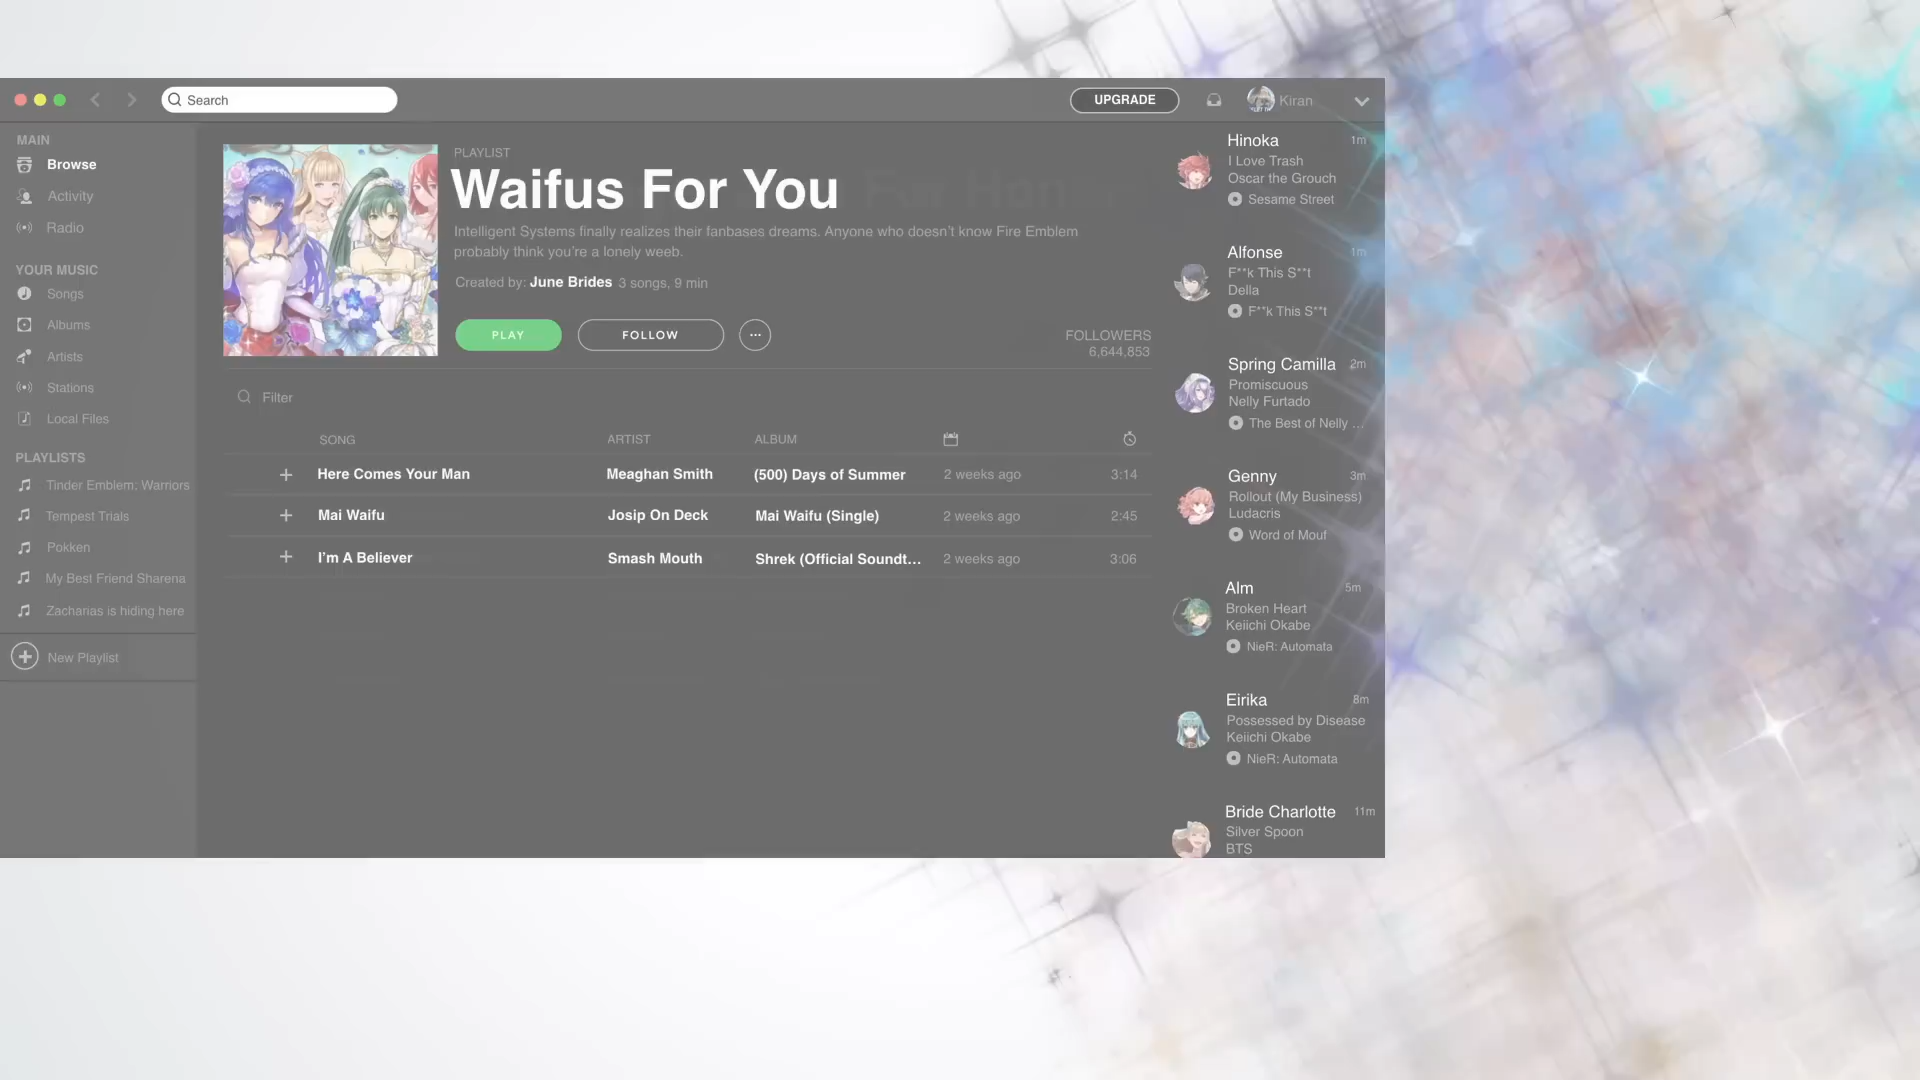 Search
UPGRADE
Kiran
MAIN
Browse
Activity
Radio
YOUR MUSIC
Songs
Albums
Artists
Stations
Local Files
PLAYLISTS
Tinder Emblem: Warriors
Tempest Trials
Pokken
My Best Friend Sharena
Zacharias is hiding here
New Playlist
PLAYLIST
Waifus For You
Intelligent Systems finally realizes their fanbases dreams. Anyone who doesn't know Fire Emblem
probably think you're a lonely weeb.
Created by: June Brides 3 songs, 9 min
PLAY
FOLLOW
FOLLOWERS
6,644,853
Filter
SONG ARTIST ALBUM
Here Comes Your Man Meaghan Smith (500) Days of Summer 2 weeks ago 3:14
Mai Waifu Josip On Deck Mai Waifu (Single) 2 weeks ago 2:45
I'm A Believer Smash Mouth Shrek (Official Soundt... 2 weeks ago 3:06
Hinoka 1m
I Love Trash
Oscar the Grouch
Sesame Street
Alfonse 1m
F**k This S**t
Della
F**k This S**t
Spring Camilla 2m
Promiscuous
Nelly Furtado
The Best of Nelly ...
Genny 3m
Rollout (My Business)
Ludacris
Word of Mouf
Alm 5m
Broken Heart
Keiichi Okabe
NieR: Automata
Eirika 8m
Possessed by Disease
Keiichi Okabe
NieR: Automata
Bride Charlotte 11m
Silver Spoon
BTS